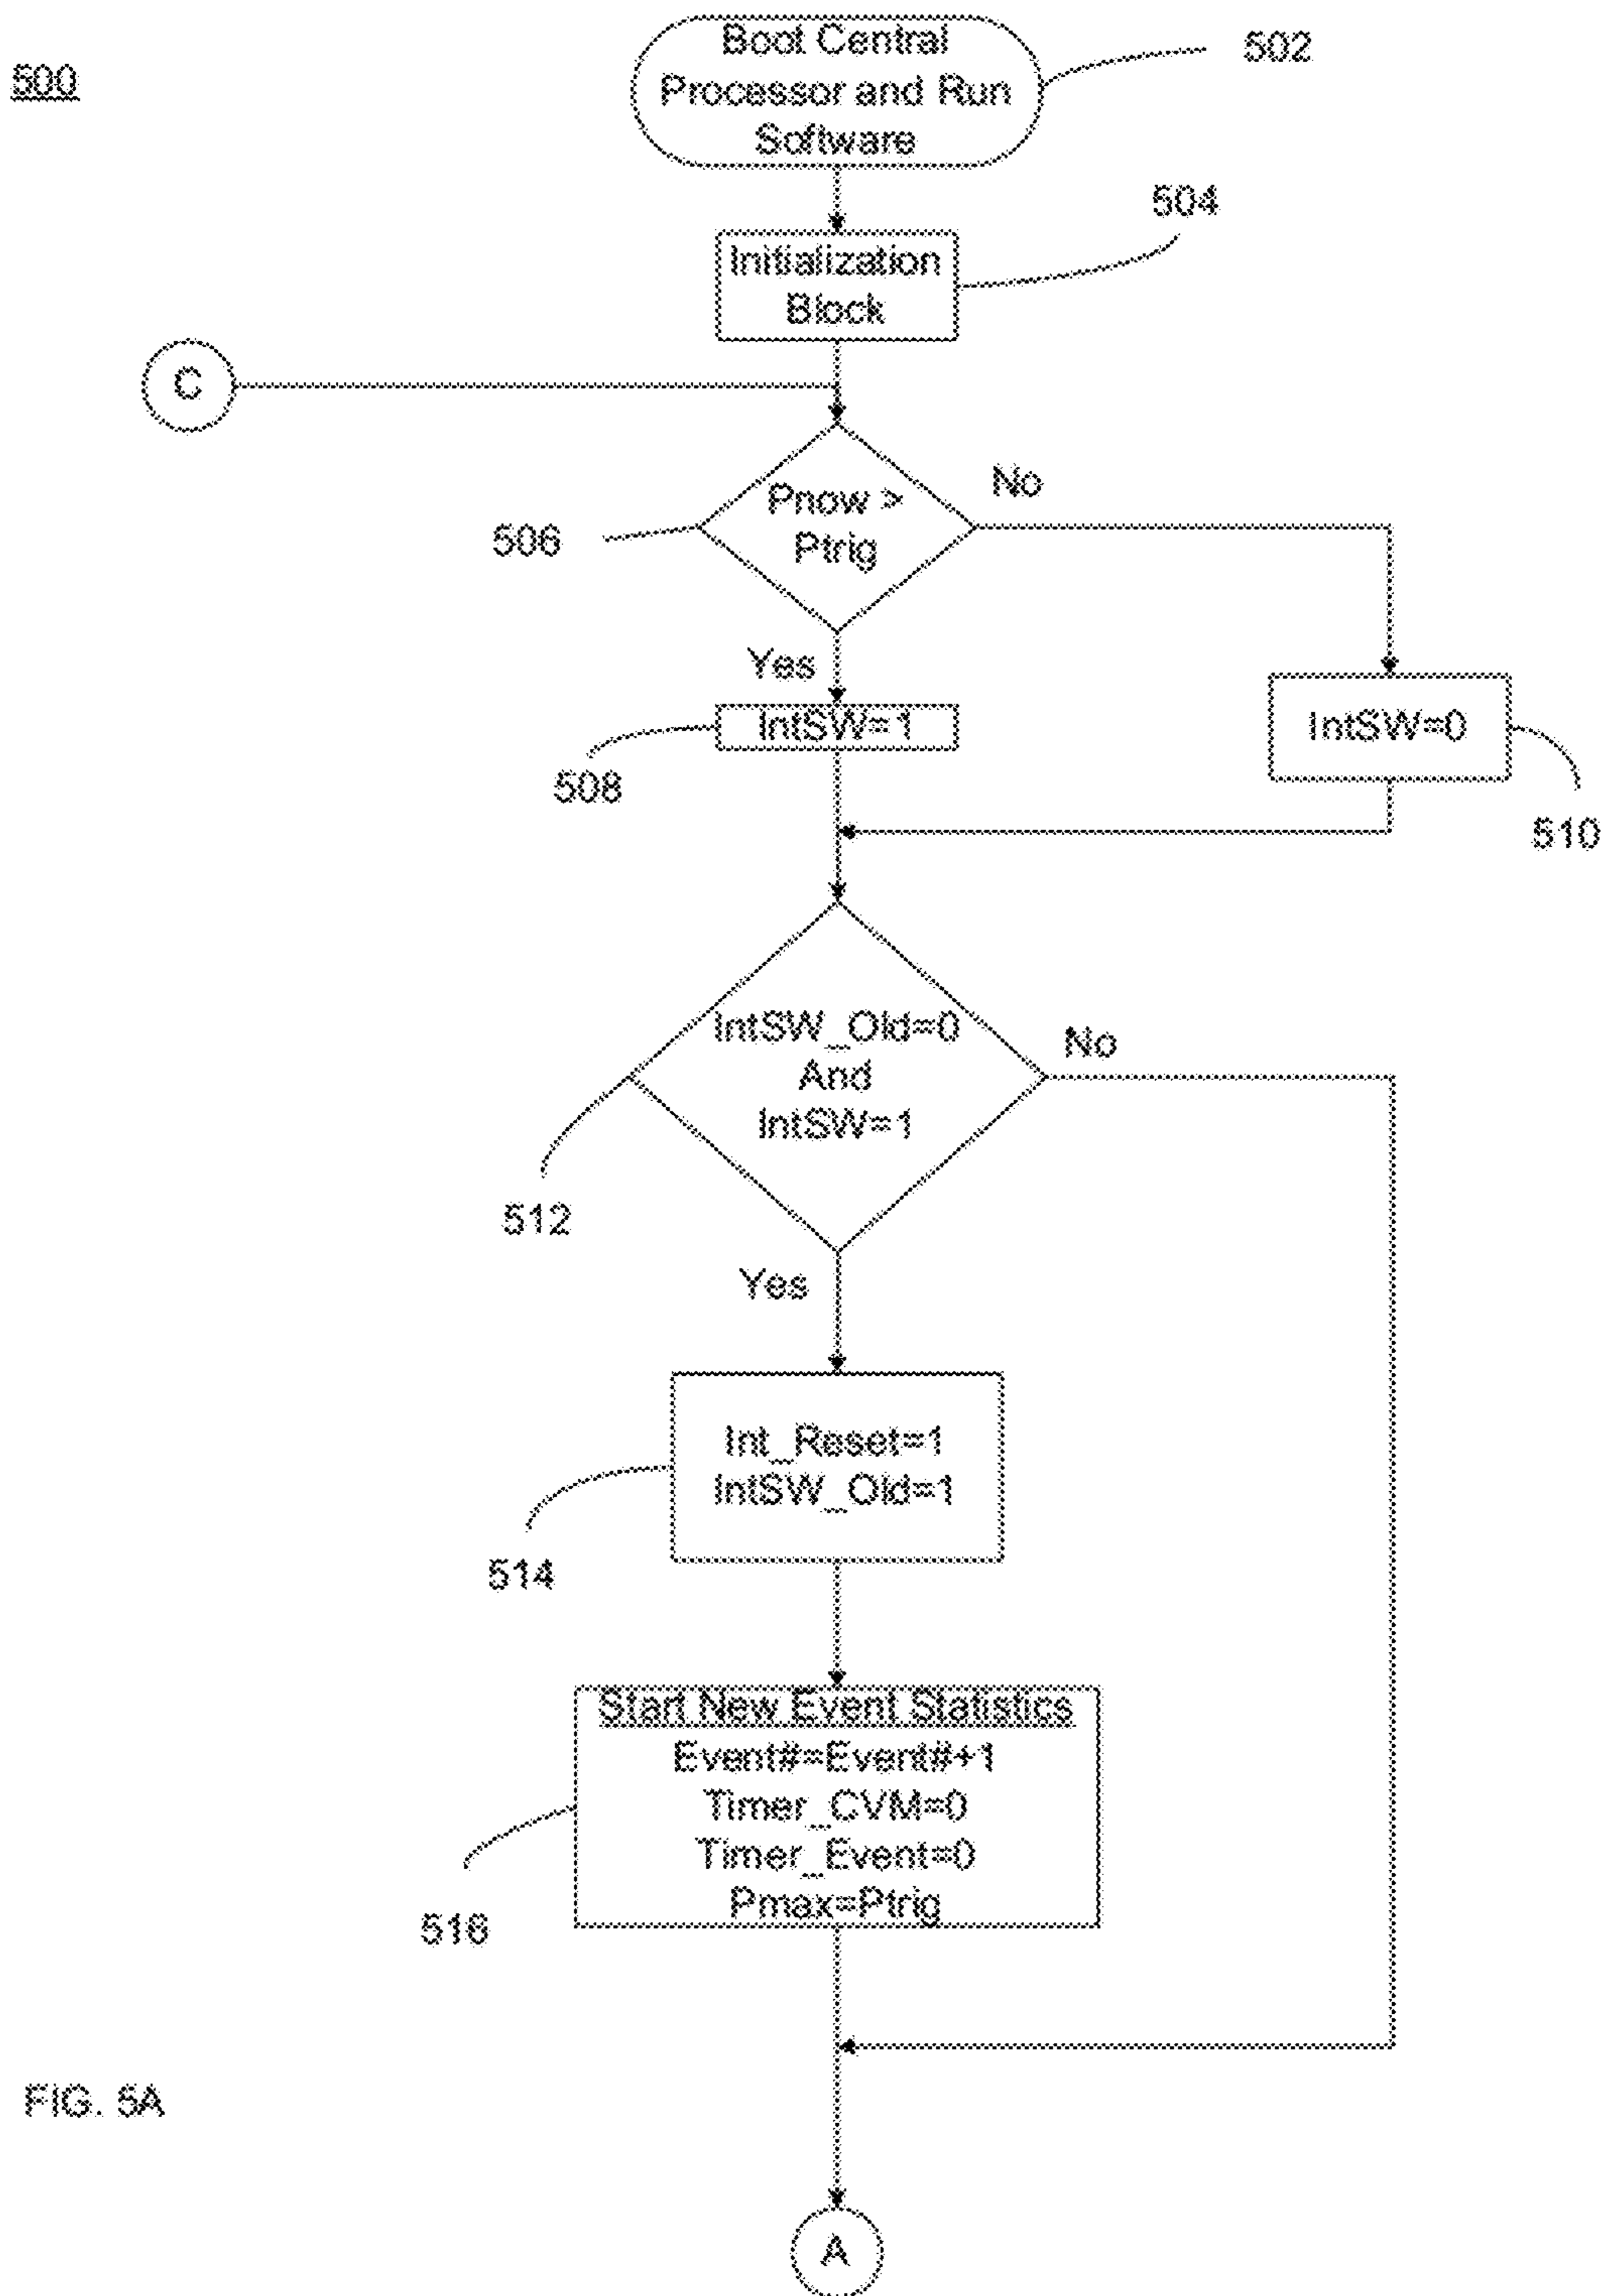 500
Boot Central
Processor and Run
Software
502
504
Initialization
Block
C
Pnow >
Ptrig
No
506
Yes
IntSW=1
508
IntSW=0
510
IntSW_Old=0
And
IntSW=1
No
512
Yes
Int_Reset=1
IntSW_Old=1
514
Start New Event Statistics
Event#=Event#+1
Timer_CVM=0
Timer_Event=0
Pmax=Ptrig
516
FIG. 5A
A